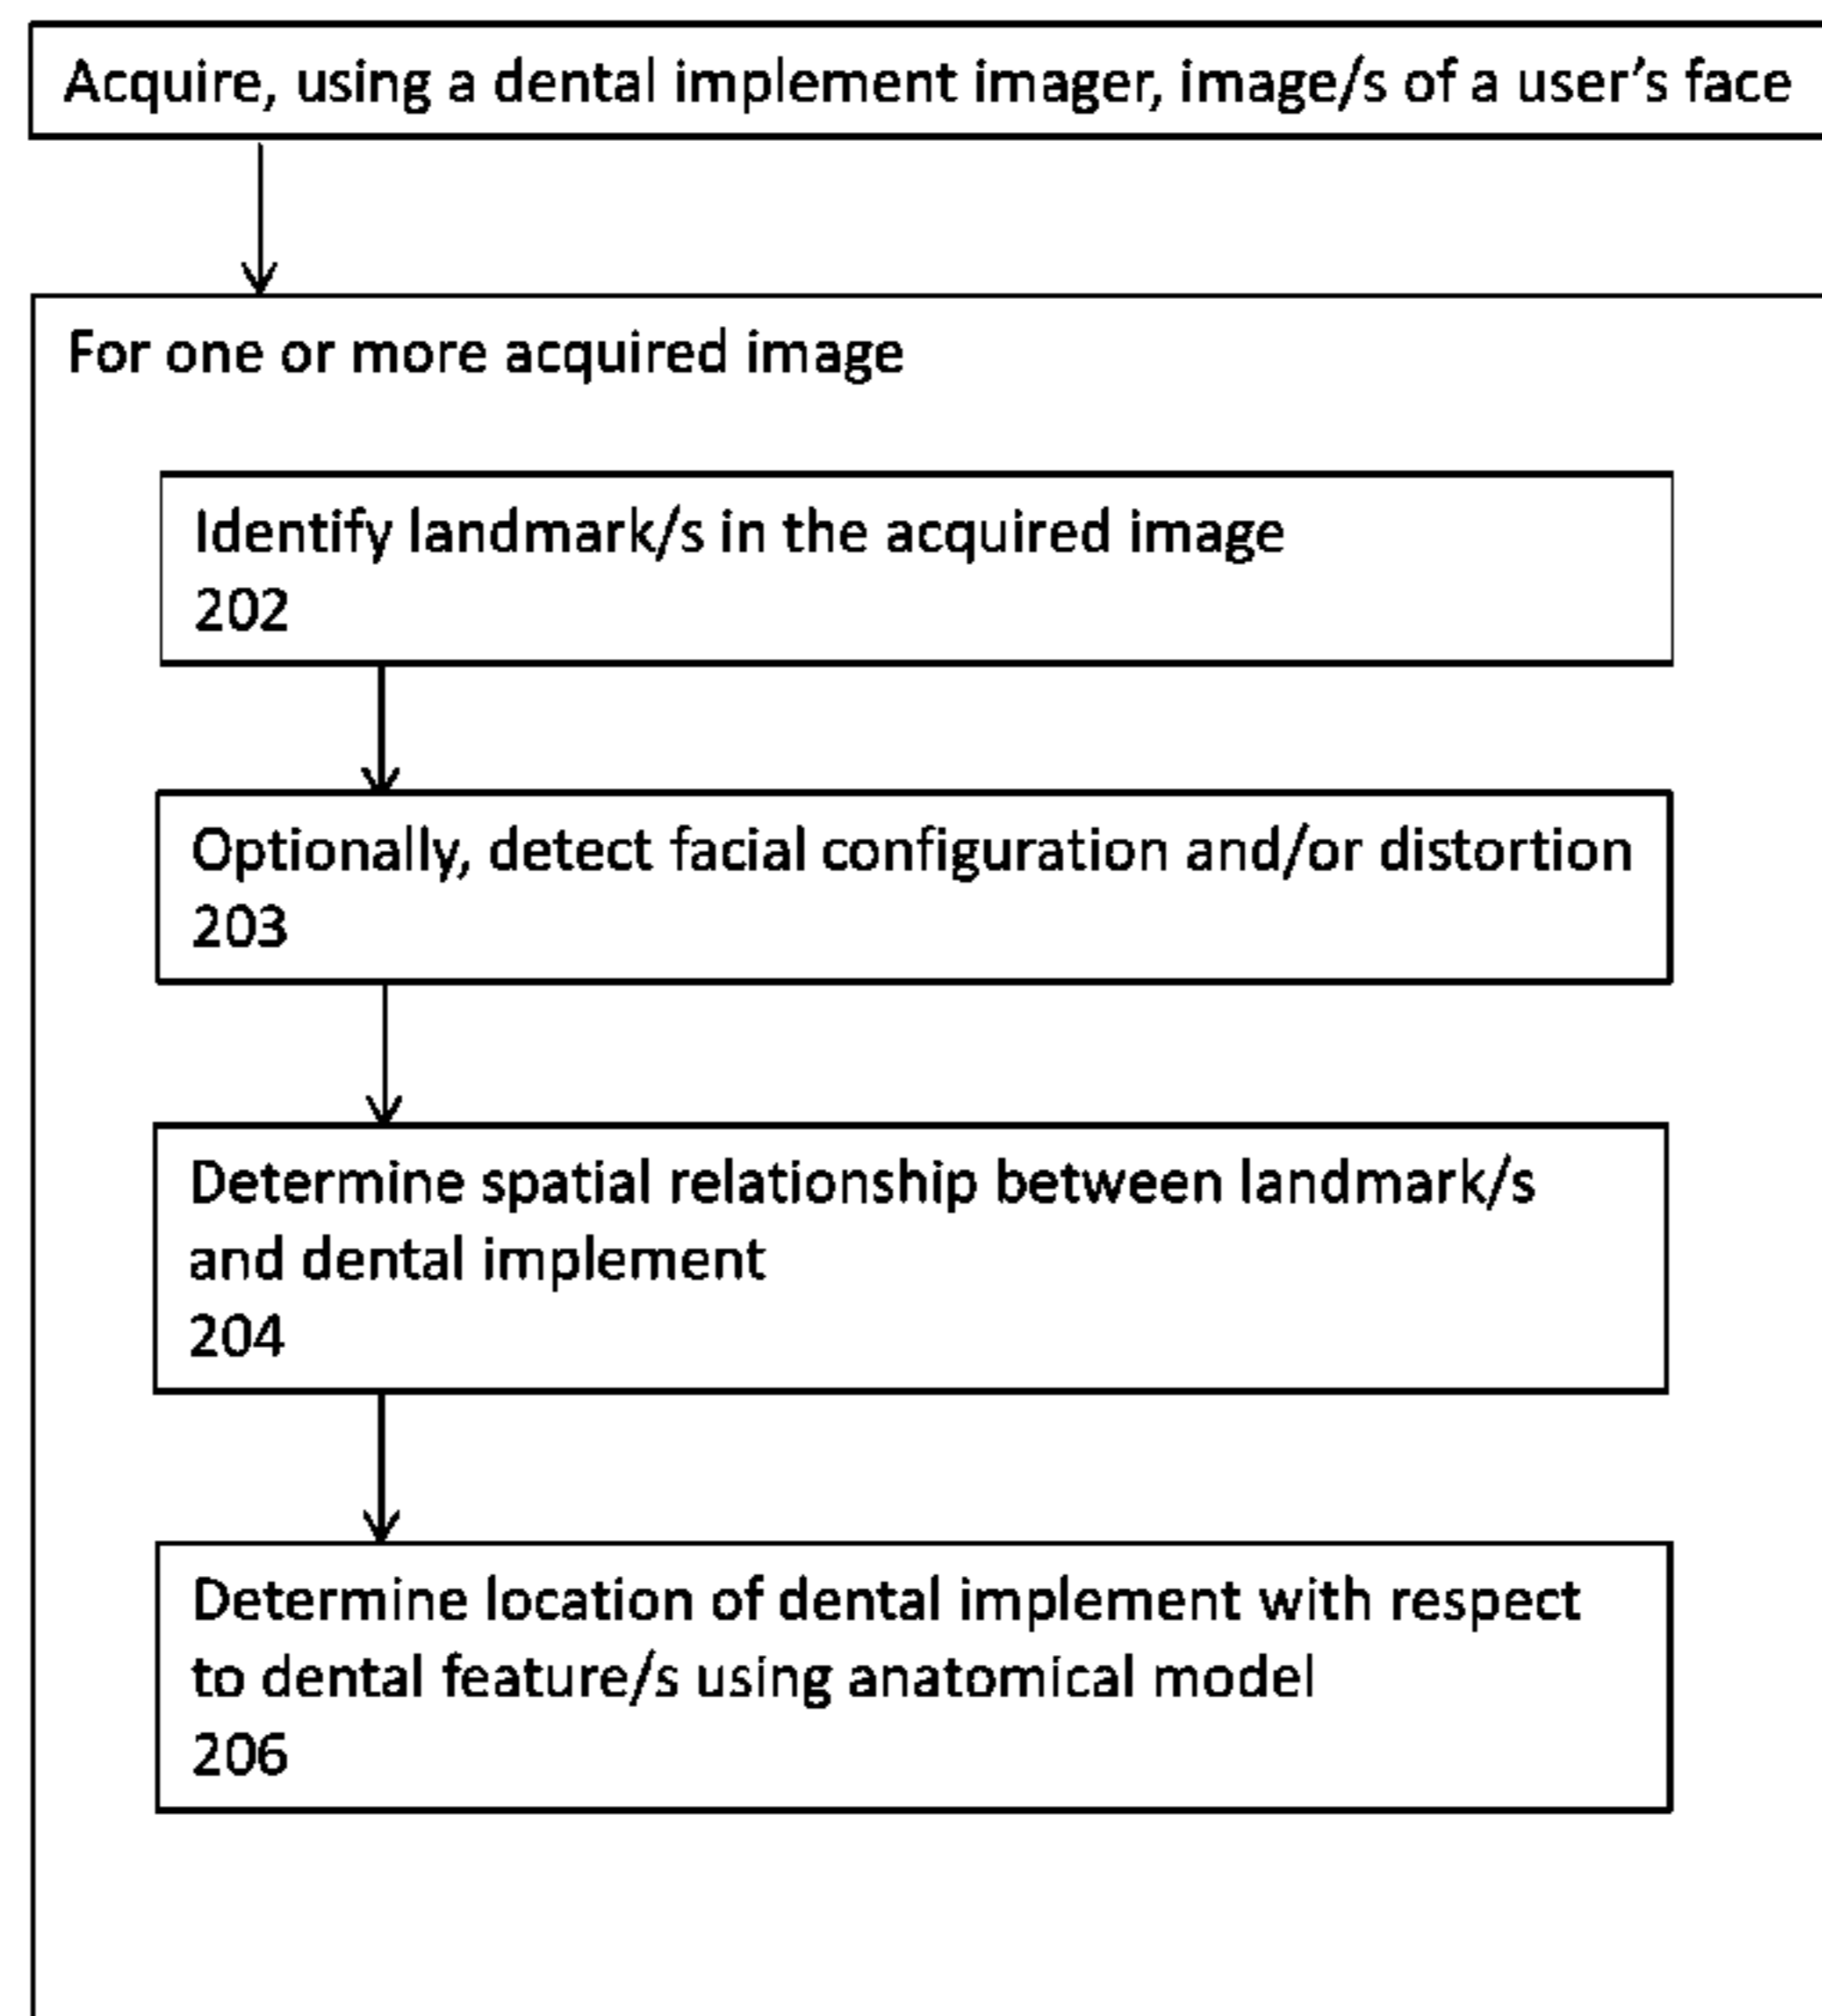 Acquire, using a dental implement imager, image/s of a user’s face
For one or more acquired image
Identify landmark/s in the acquired image
202
Optionally, detect facial configuration and/or distortion
203
Determine spatial relationship between landmark/s
and dental implement
204
Determine location of dental implement with respect
to dental feature/s using anatomical model
206